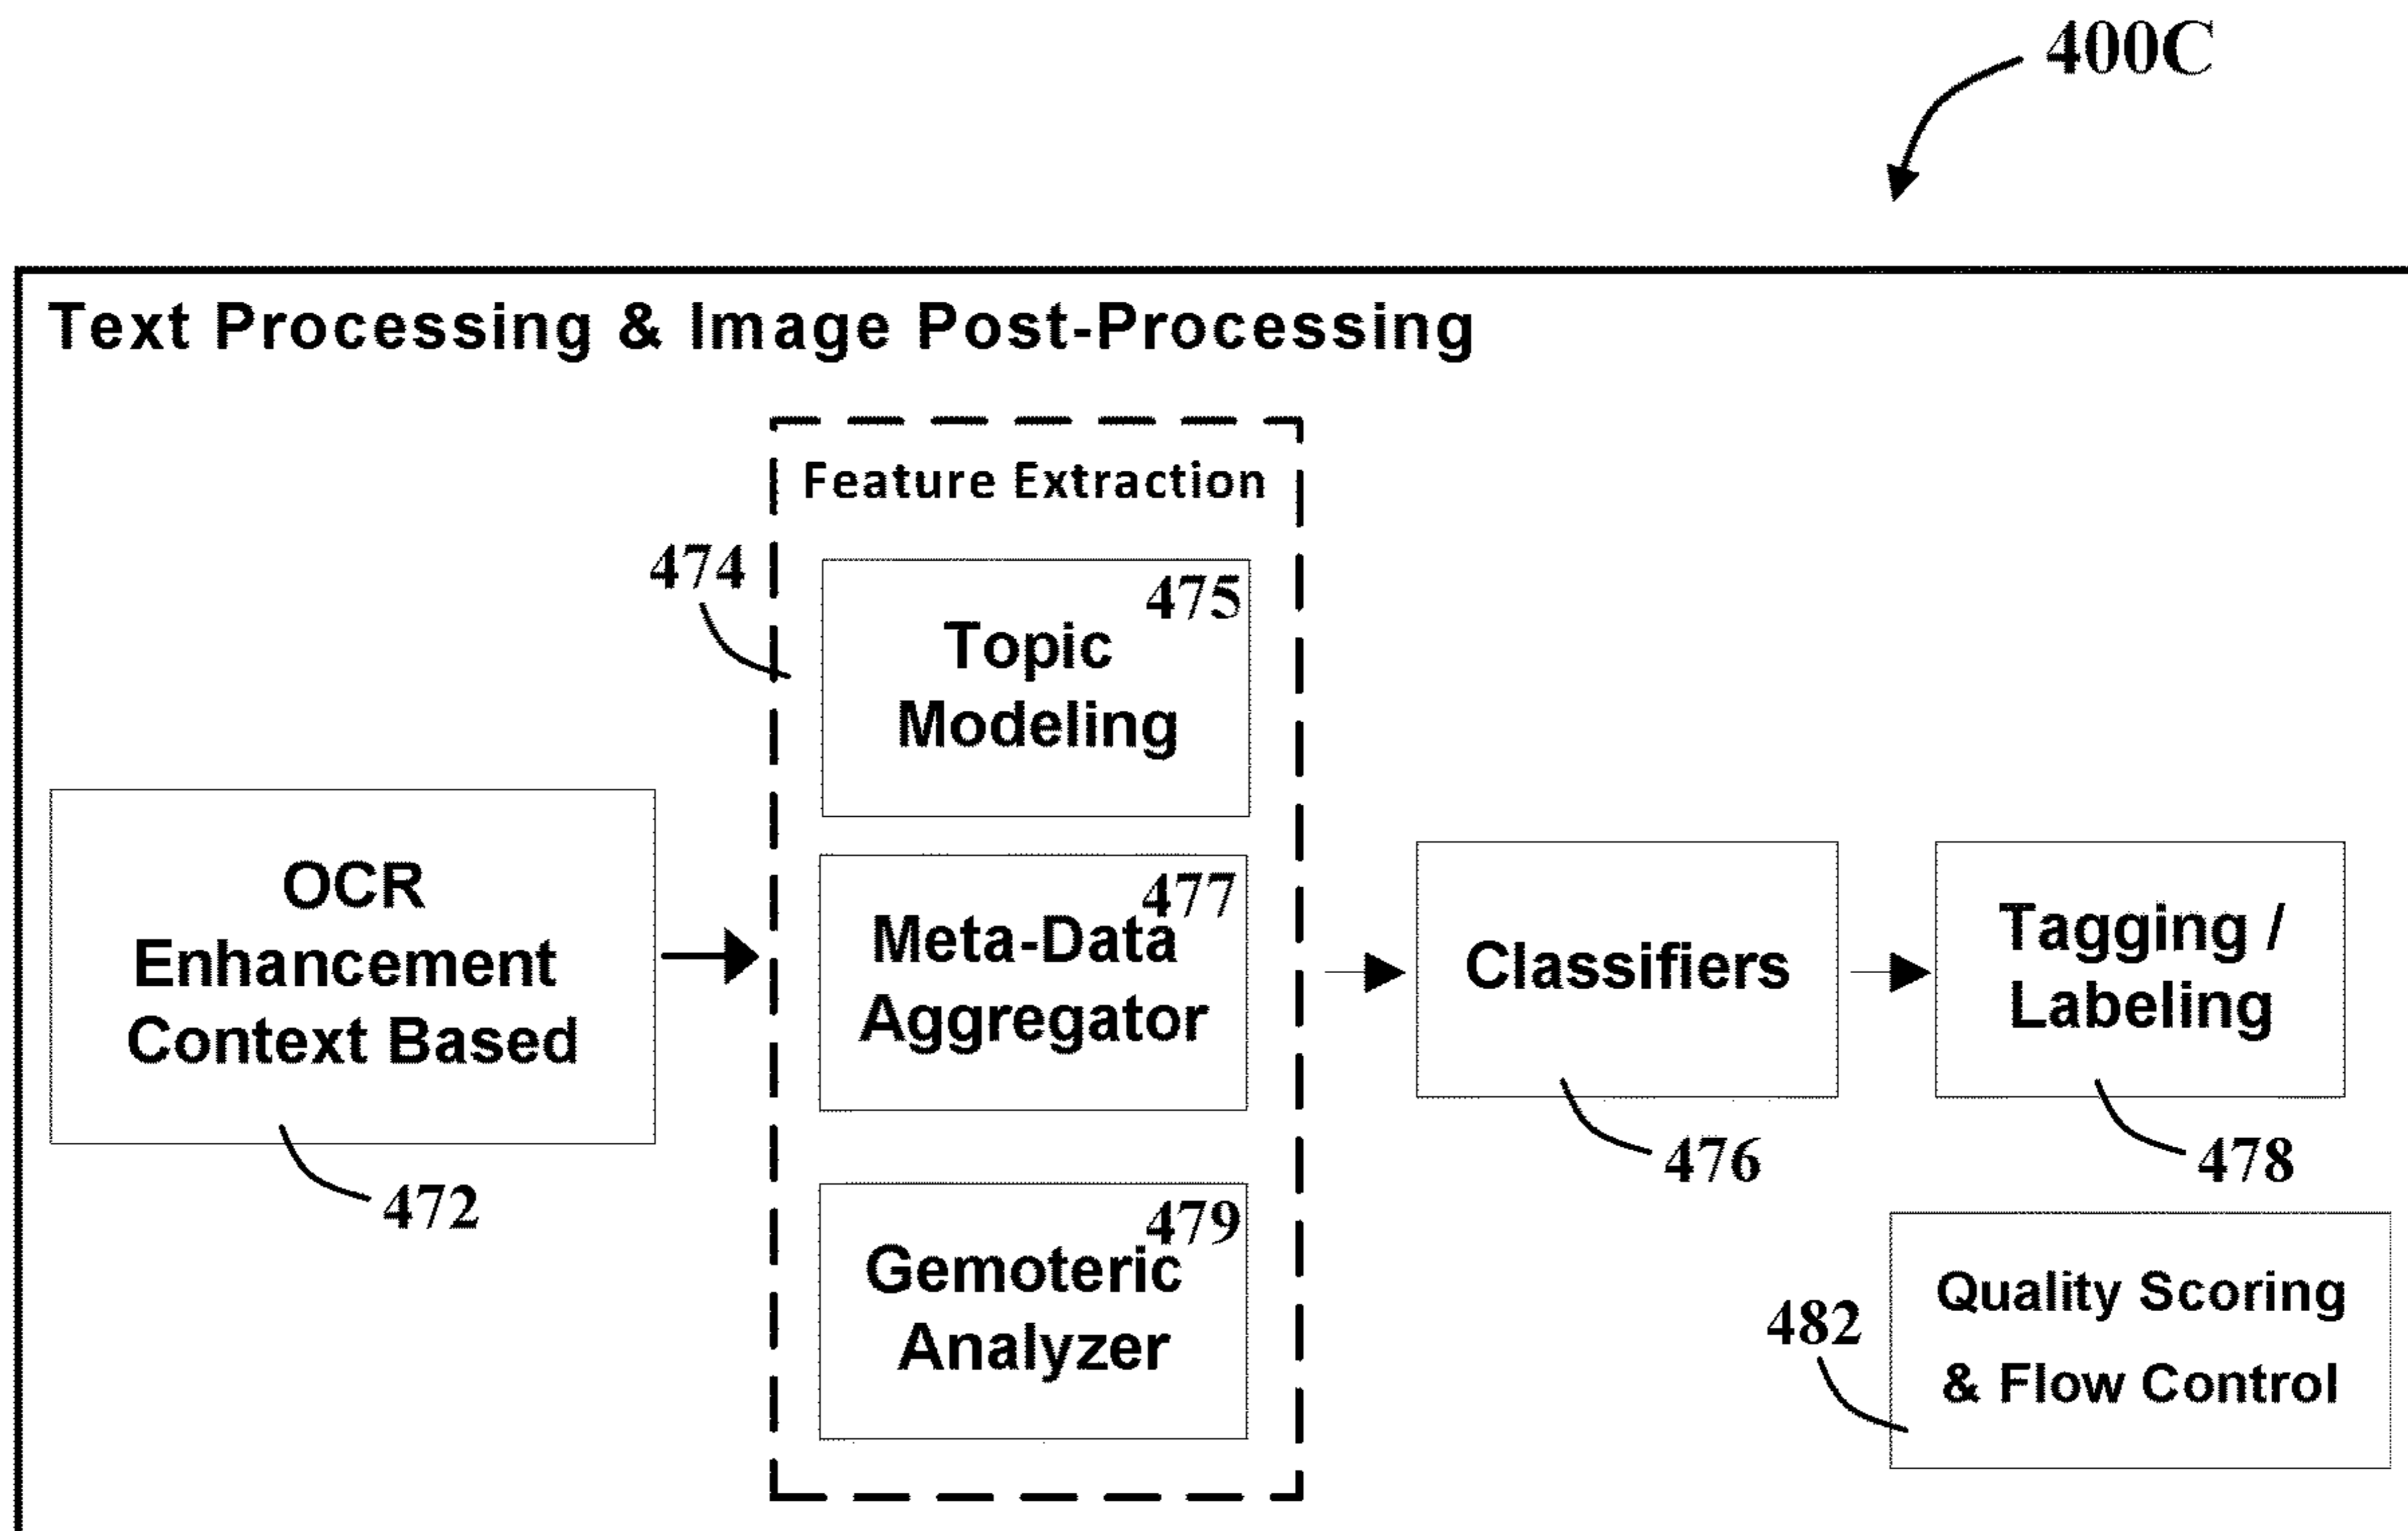 400C
Text Processing & Image Post-Processing
Feature Extraction
474
475
Topic
Modeling
OCR
Enhancement
Context Based
472
477
Meta-Data
Aggregator
479
Gemoteric
Analyzer
Classifiers
476
Tagging /
Labeling
478
482
Quality Scoring
& Flow Control